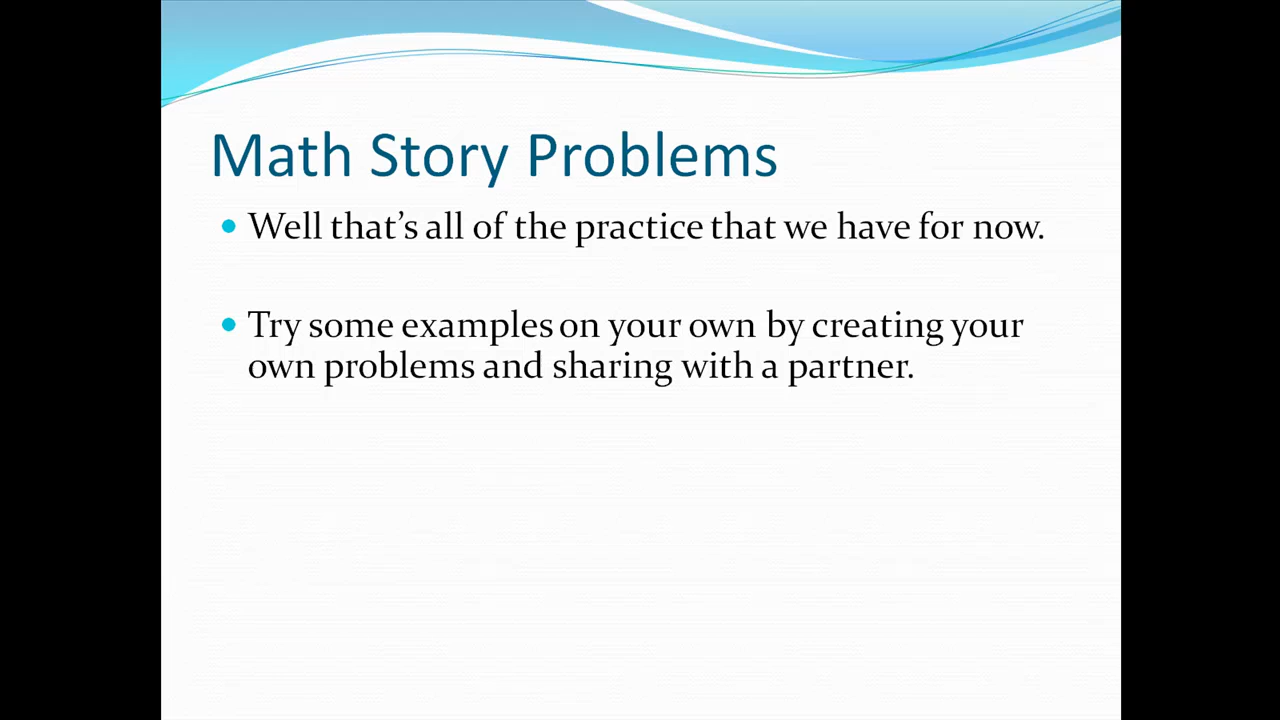 Math Story Problems
• Well that’s all of the practice that we have for now.
• Try some examples on your own by creating your
own problems and sharing with a partner.